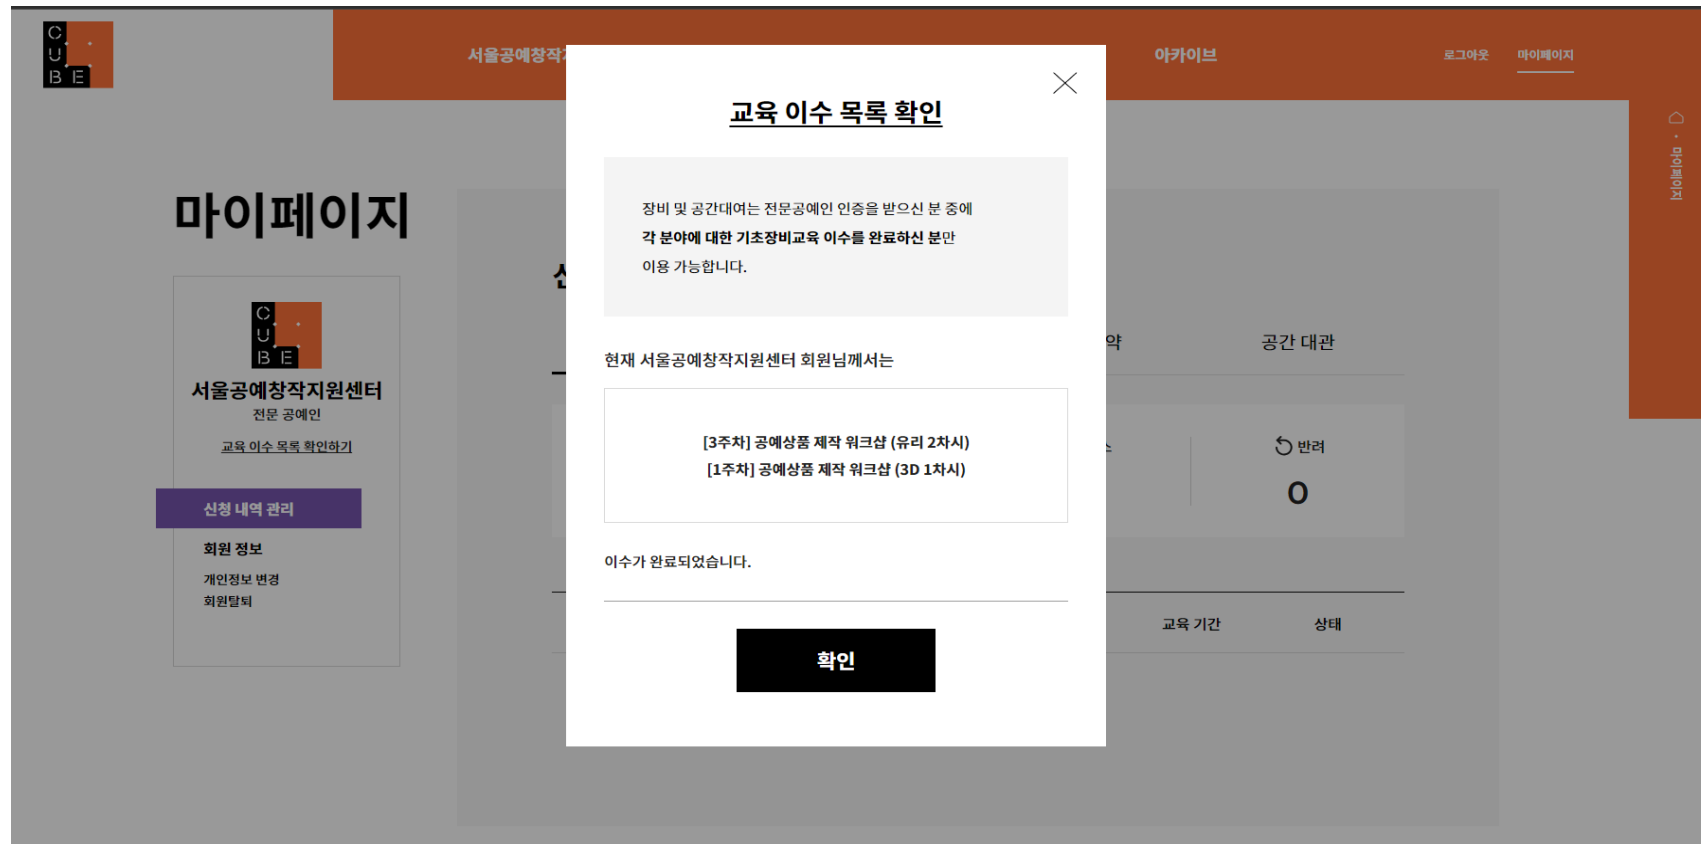 C
U
BE
서울공예창작
아카이브
로그아웃
마이페이지
마이페이지
마이페이지
C
U
BE
서울공예창작지원센터
전문 공예인
교육 이수 목록 확인하기
신청 내역 관리
회원 정보
개인정보 변경
회원탈퇴
교육 이수 목록 확인
장비 및 공간대여는 전문공예인 인증을 받으신 분 중에
각 분야에 대한 기초장비교육 이수를 완료하신 분만
이용 가능합니다.
현재 서울공예창작지원센터 회원님께서는
[3주차] 공예상품 제작 워크샵 (유리 2차시)
[1주차] 공예상품 제작 워크샵 (3D 1차시)
이수가 완료되었습니다.
확인
약
공간 대관
반려
0
교육 기간
상태